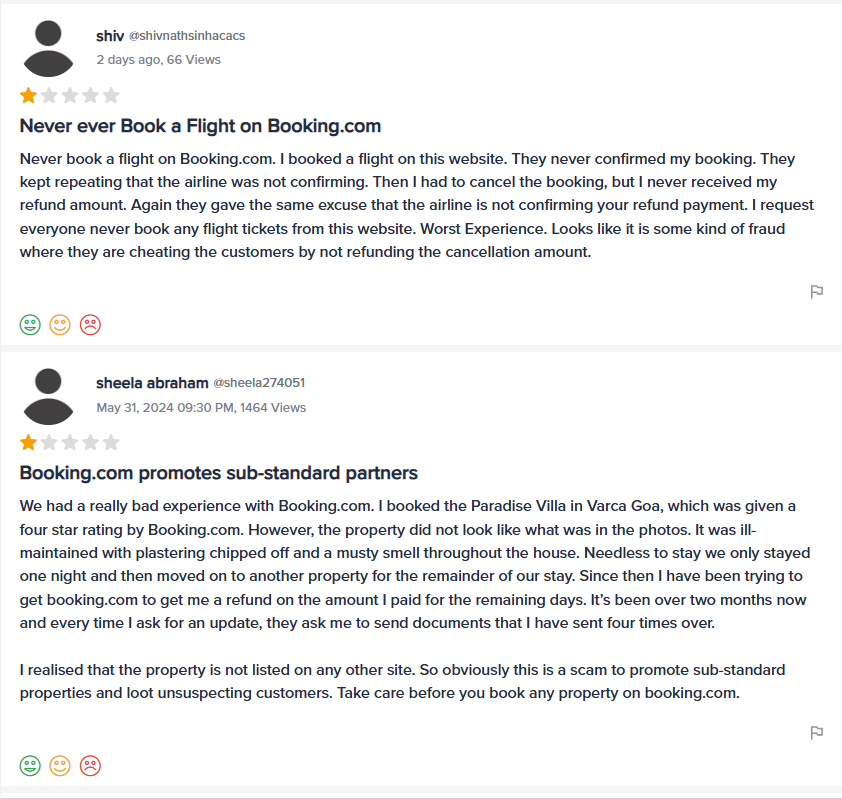 shiv @shivnathsinhacacs
2 days ago, 66 Views
Never ever Book a Flight on Booking.com
Never book a flight on Booking.com. I booked a flight on this website. They never confirmed my booking. They
kept repeating that the airline was not confirming. Then I had to cancel the booking, but I never received my
refund amount. Again they gave the same excuse that the airline is not confirming your refund payment. I request
everyone never book any flight tickets from this website. Worst Experience. Looks like it is some kind of fraud
where they are cheating the customers by not refunding the cancellation amount.
sheela abraham @sheela274051
May 31, 2024 09:30 PM, 1464 Views
Booking.com promotes sub-standard partners
We had a really bad experience with Booking.com. I booked the Paradise Villa in Varca Goa, which was given a
four star rating by Booking.com. However, the property did not look like what was in the photos. It was ill-
maintained with plastering chipped off and a musty smell throughout the house. Needless to stay we only stayed
one night and then moved on to another property for the remainder of our stay. Since then I have been trying to
get booking.com to get me a refund on the amount I paid for the remaining days. It's been over two months now
and every time I ask for an update, they ask me to send documents that I have sent four times over.
I realised that the property is not listed on any other site. So obviously this is a scam to promote sub-standard
properties and loot unsuspecting customers. Take care before you book any property on booking.com.